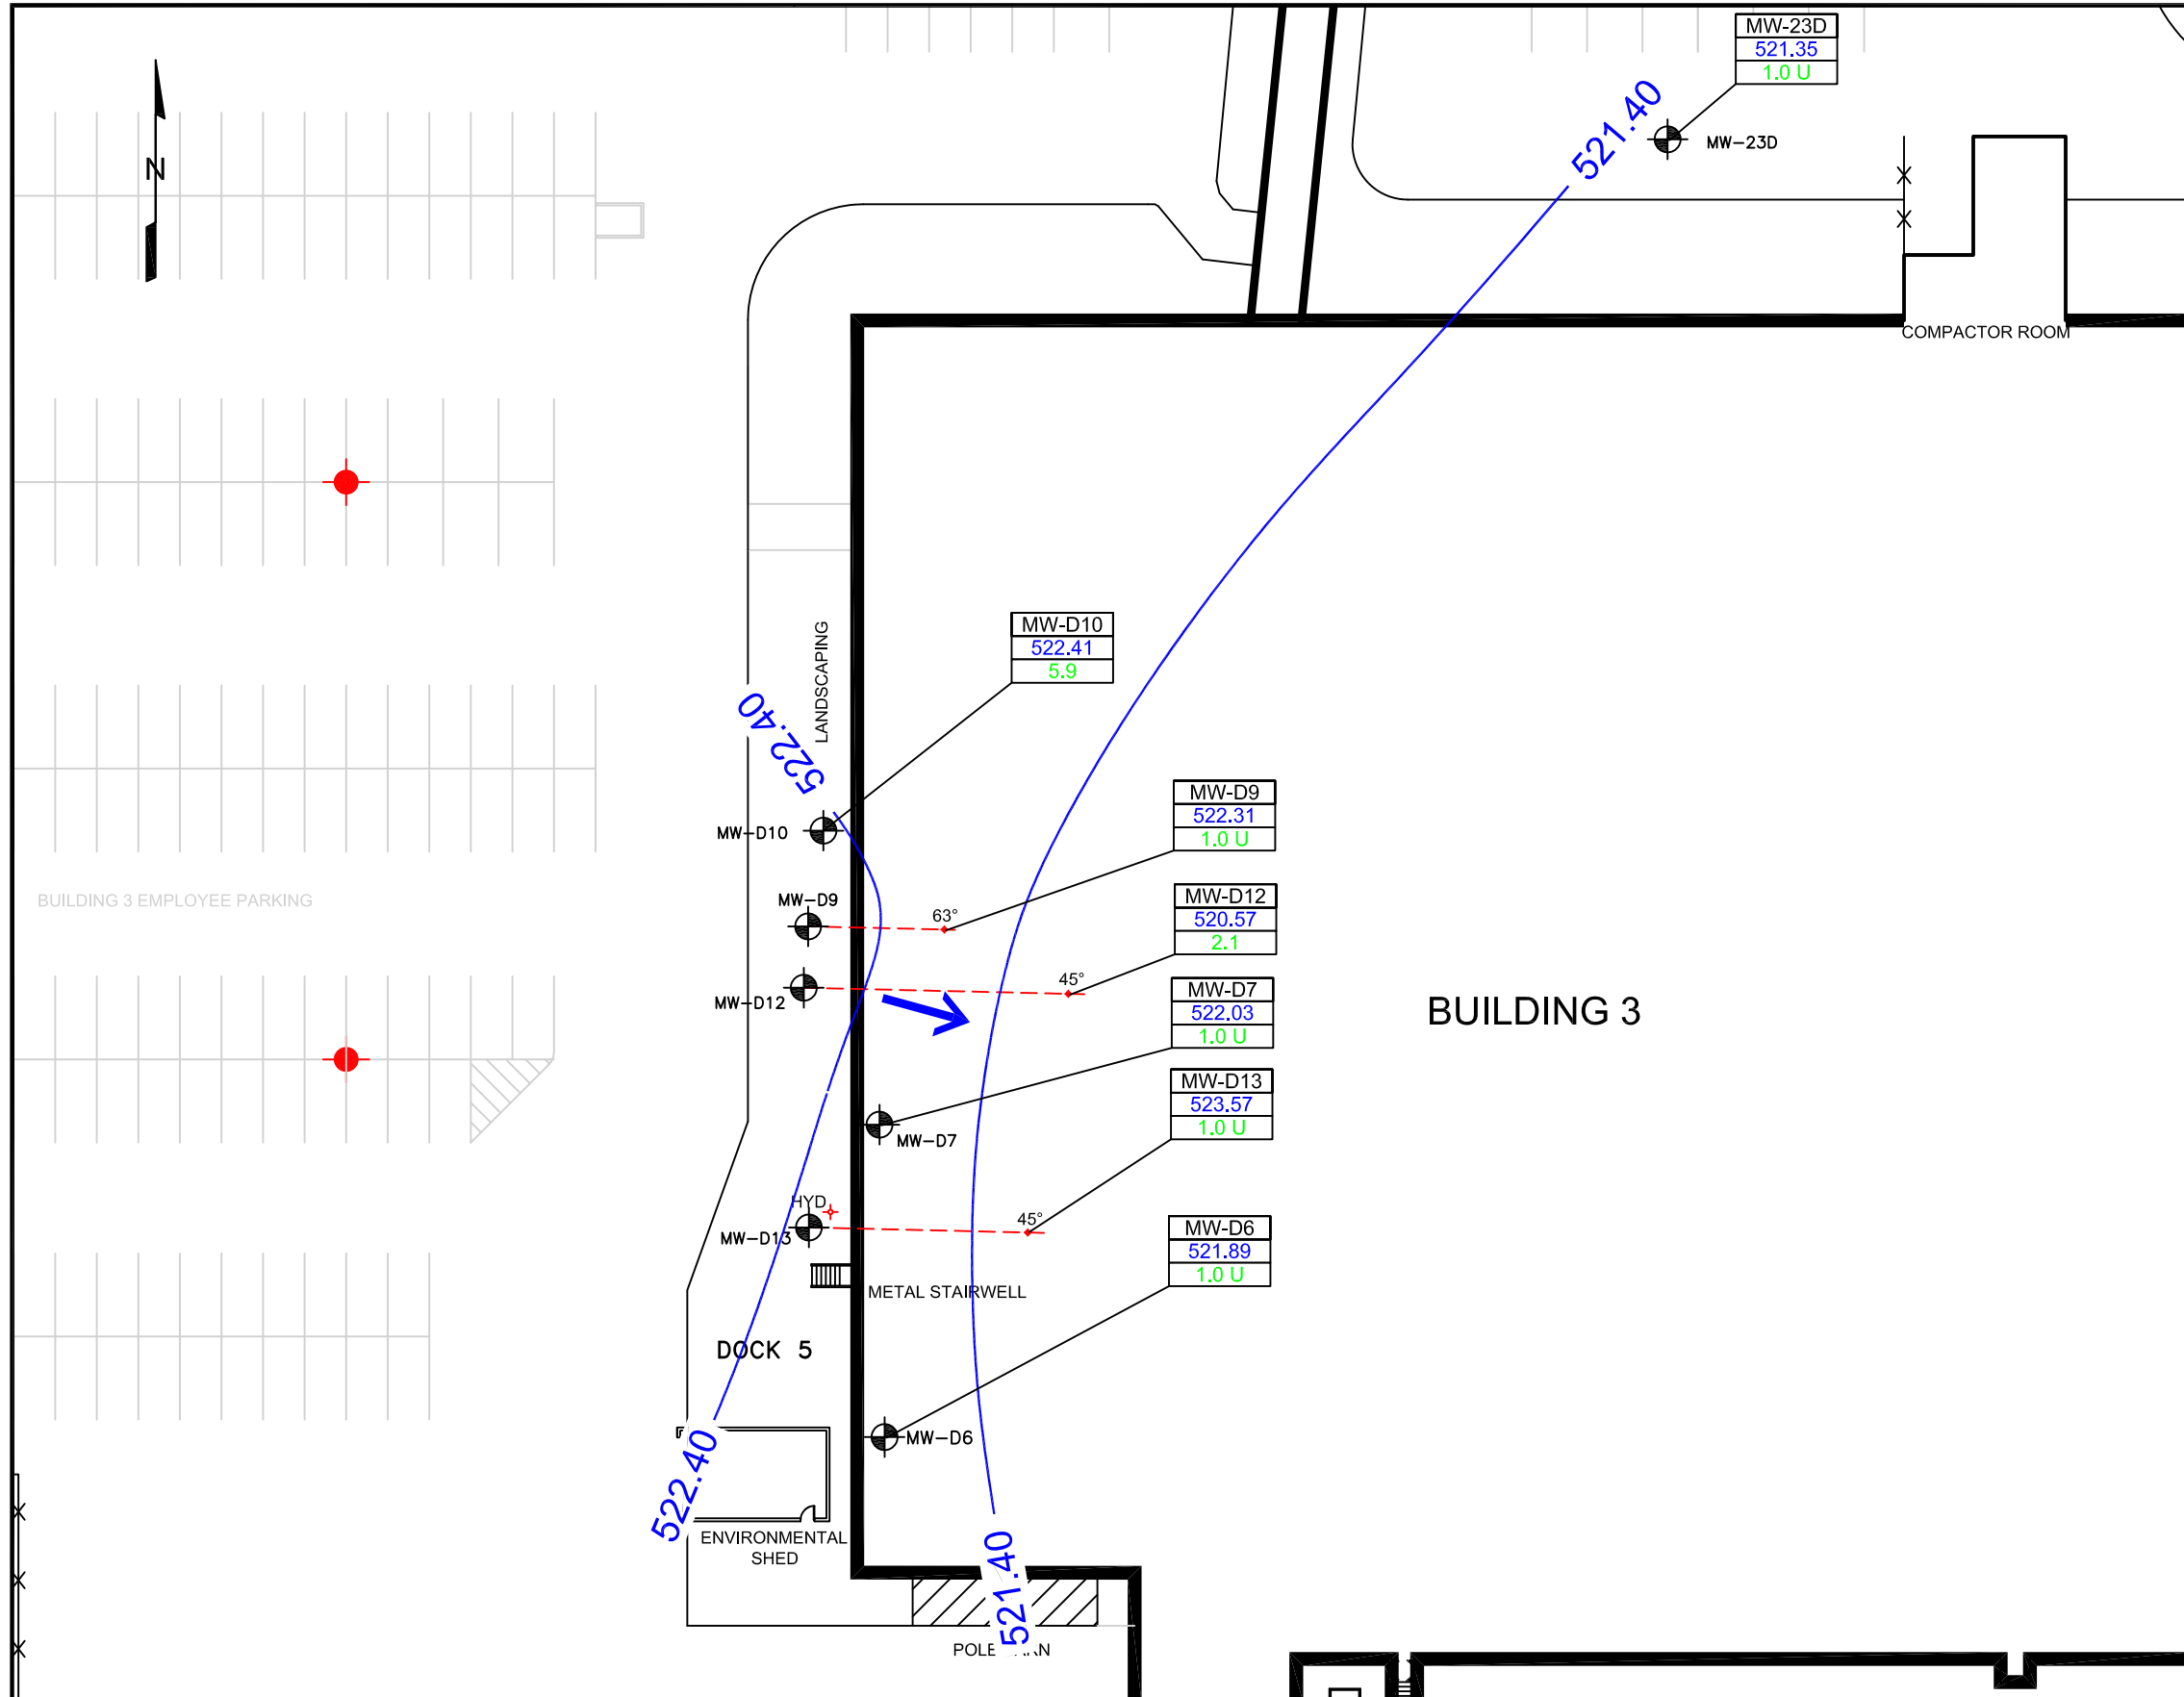 MW-23D
521.35
1.0 U
521.40
MW-23D
N
COMPACTOR ROOM
LANDSCAPING
MW-D10
522.41
5.9
522.40
MW-D10
MW-D9
522.31
1.0 U
MW-D9
63°
BUILDING 3 EMPLOYEE PARKING
MW-D12
520.57
2.1
45°
MW-D12
MW-D7
522.03
1.0 U
BUILDING 3
MW-D7
MW-D13
523.57
1.0 U
HYD
45°
MW-D13
MW-D6
521.89
1.0 U
METAL STAIRWELL
DOCK 5
MW-D6
522.40
ENVIRONMENTAL
SHED
521.40